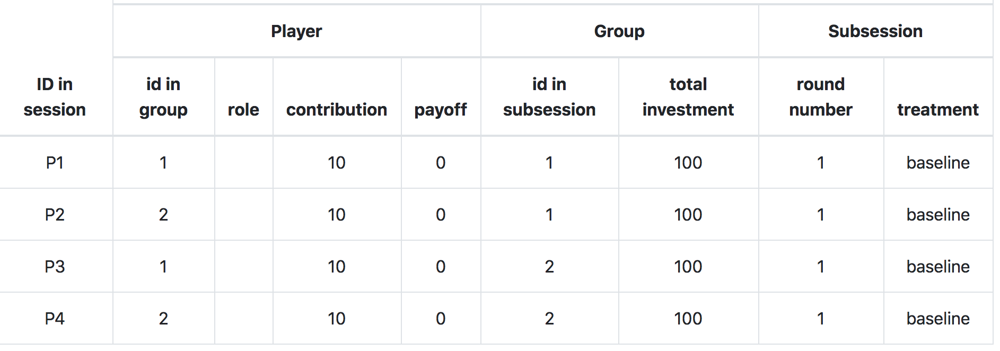 Player Group Subsession
ID in session id in group role contribution payoff id in subsession total investment round number treatment
P1 1 10 0 1 100 1 baseline
P2 2 10 0 1 100 1 baseline
P3 1 10 0 2 100 1 baseline
P4 2 10 0 2 100 1 baseline